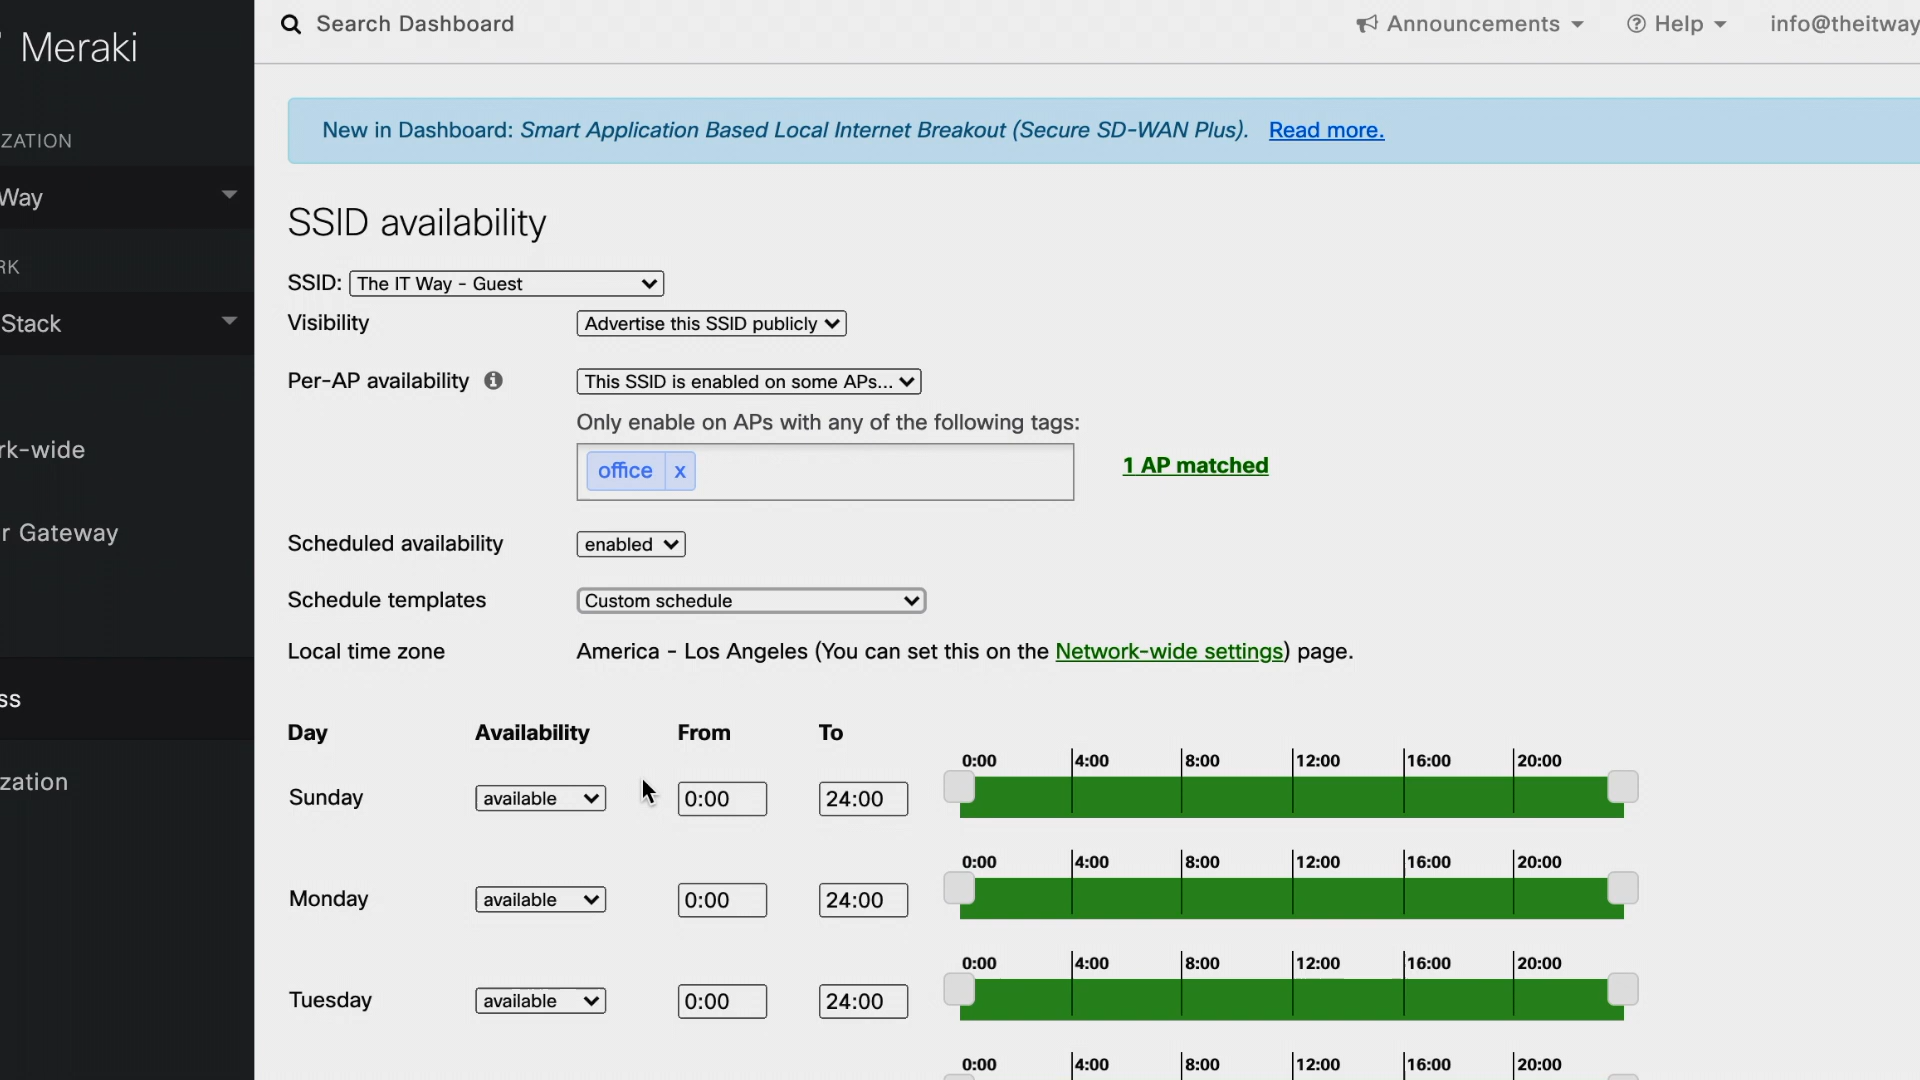 Meraki
Search Dashboard
Announcements
Help
info@theitway
ZATION
Way
RK
Stack
rk-wide
r Gateway
ss
zation
New in Dashboard: Smart Application Based Local Internet Breakout (Secure SD-WAN Plus). Read more.
SSID availability
SSID: The IT Way - Guest
Visibility Advertise this SSID publicly
Per-AP availability This SSID is enabled on some APs...
Only enable on APs with any of the following tags:
office x 1 AP matched
Scheduled availability enabled
Schedule templates Custom schedule
Local time zone America - Los Angeles (You can set this on the Network-wide settings) page.
Day Availability From To
0:00 4:00 8:00 12:00 16:00 20:00
Sunday available 0:00 24:00
0:00 4:00 8:00 12:00 16:00 20:00
Monday available 0:00 24:00
0:00 4:00 8:00 12:00 16:00 20:00
Tuesday available 0:00 24:00
0:00 4:00 8:00 12:00 16:00 20:00